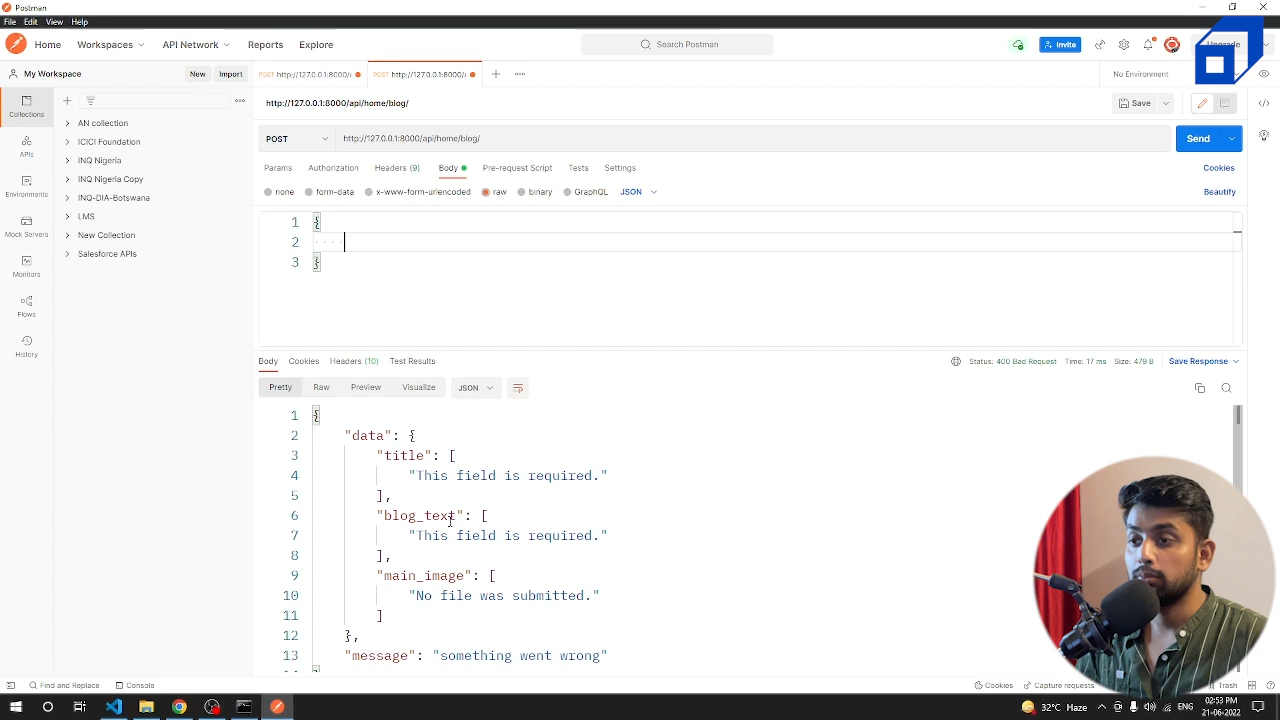 Postman
File Edit View Help
Home Workspaces API Network Reports Explore Search Postman Invite Upgrade
My Workspace New Import POST http://127.0.0.1:8000/a POST http://127.0.0.1:8000/a No Environment
http://127.0.0.1:8000/api/home/blog/ Save
Collections
APIs
Environments
Mock Servers
Monitors
Flows
History
AN collection
ICICI Foundation
INQ Nigeria
INQ Nigeria Copy
INQ-DIA-Botswana
LMS
New Collection
Salesforce APIs
POST http://127.0.0.1:8000/api/home/blog/ Send
Params Authorization Headers (9) Body Pre-request Script Tests Settings Cookies
none form-data x-www-form-urlencoded raw binary GraphQL JSON Beautify
1 {
2
3 }
Body Cookies Headers (10) Test Results Status: 400 Bad Request Time: 17 ms Size: 479 B Save Response
Pretty Raw Preview Visualize JSON
1 {
2 "data": {
3 "title": [
4 "This field is required."
5 ],
6 "blog_text": [
7 "This field is required."
8 ],
9 "main_image": [
10 "No file was submitted."
11 ]
12 },
13 "message": "something went wrong"
Find and Replace Console Cookies Capture requests Trash
32°C Haze ENG 02:53 PM
21-06-2022